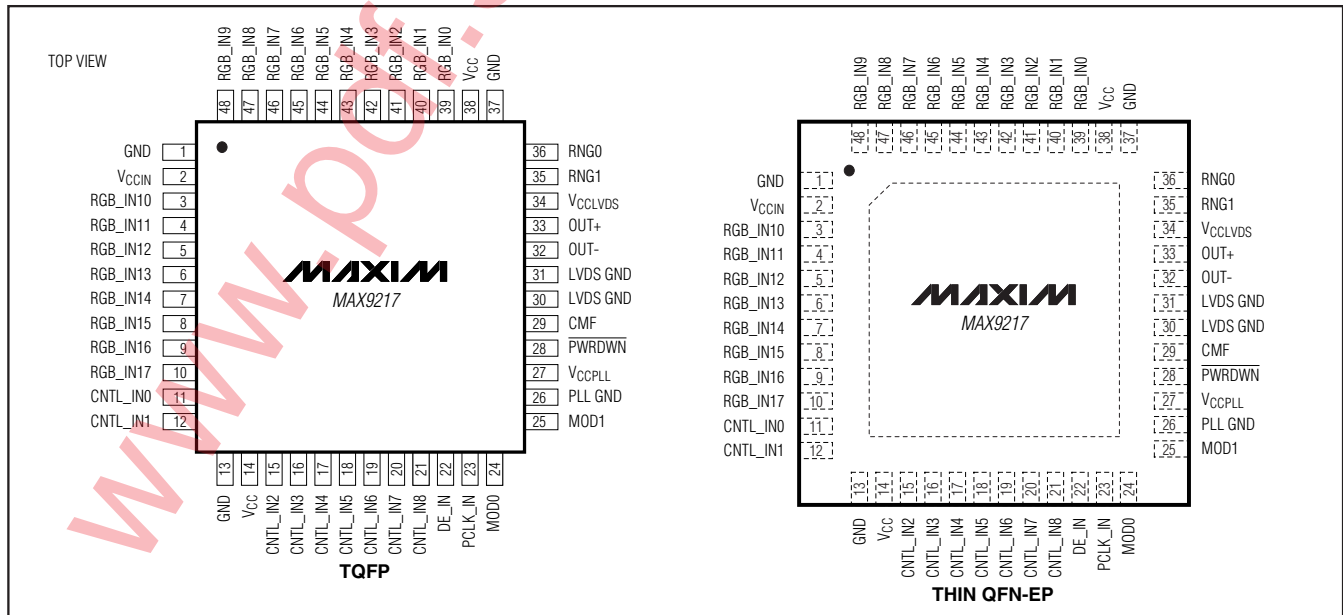 TOP VIEW
RGB_IN9
RGB_IN8
RGB_IN7
RGB_IN6
RGB_IN5
RGB_IN4
RGB_IN3
RGB_IN2
RGB_IN1
RGB_IN0
VCC
GND
48
47
46
45
44
43
42
41
40
39
38
37
GND 1
VCCIN 2
RGB_IN10 3
RGB_IN11 4
RGB_IN12 5
RGB_IN13 6
RGB_IN14 7
RGB_IN15 8
RGB_IN16 9
RGB_IN17 10
CNTL_IN0 11
CNTL_IN1 12
MAXIM
MAX9217
36 RNG0
35 RNG1
34 VCCLVDS
33 OUT+
32 OUT-
31 LVDS GND
30 LVDS GND
29 CMF
28 PWRDWN
27 VCCPLL
26 PLL GND
25 MOD1
13
14
15
16
17
18
19
20
21
22
23
24
GND
VCC
CNTL_IN2
CNTL_IN3
CNTL_IN4
CNTL_IN5
CNTL_IN6
CNTL_IN7
CNTL_IN8
DE_IN
PCLK_IN
MOD0
TQFP
RGB_IN9
RGB_IN8
RGB_IN7
RGB_IN6
RGB_IN5
RGB_IN4
RGB_IN3
RGB_IN2
RGB_IN1
RGB_IN0
VCC
GND
48
47
46
45
44
43
42
41
40
39
38
37
GND 1
VCCIN 2
RGB_IN10 3
RGB_IN11 4
RGB_IN12 5
RGB_IN13 6
RGB_IN14 7
RGB_IN15 8
RGB_IN16 9
RGB_IN17 10
CNTL_IN0 11
CNTL_IN1 12
MAXIM
MAX9217
36 RNG0
35 RNG1
34 VCCLVDS
33 OUT+
32 OUT-
31 LVDS GND
30 LVDS GND
29 CMF
28 PWRDWN
27 VCCPLL
26 PLL GND
25 MOD1
13
14
15
16
17
18
19
20
21
22
23
24
GND
VCC
CNTL_IN2
CNTL_IN3
CNTL_IN4
CNTL_IN5
CNTL_IN6
CNTL_IN7
CNTL_IN8
DE_IN
PCLK_IN
MOD0
THIN QFN-EP
www.pdf.